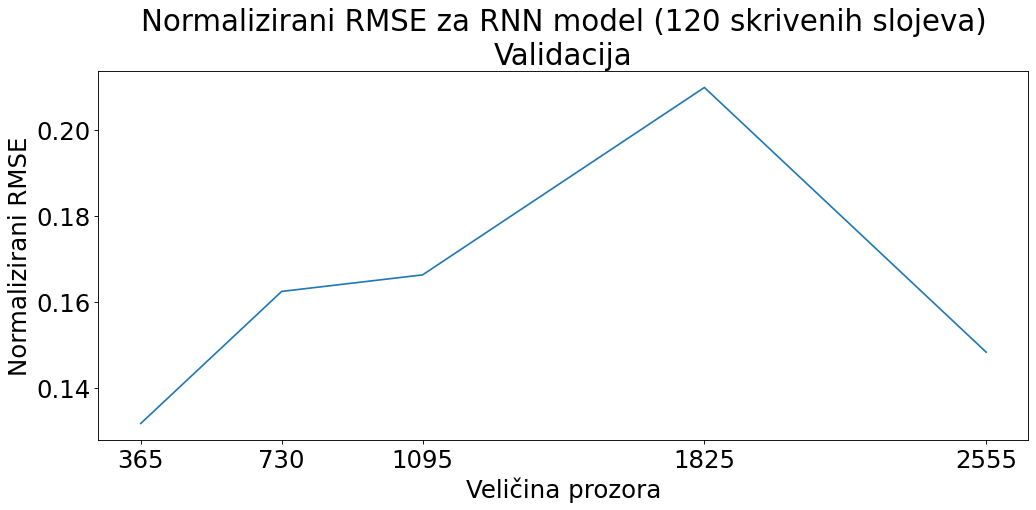 Normalizirani RMSE za RNN model (120 skrivenih slojeva)
Validacija
Normalizirani RMSE
0.20
0.18
0.16
0.14
365 730 1095 1825 2555
Veličina prozora